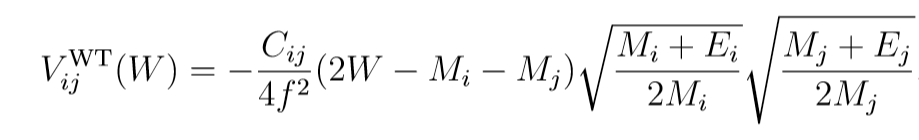 V_{ij}^{WT}(W) = -\frac{C_{ij}}{4f^2}(2W - M_i - M_j)\sqrt{\frac{M_i + E_i}{2M_i}}\sqrt{\frac{M_j + E_j}{2M_j}}